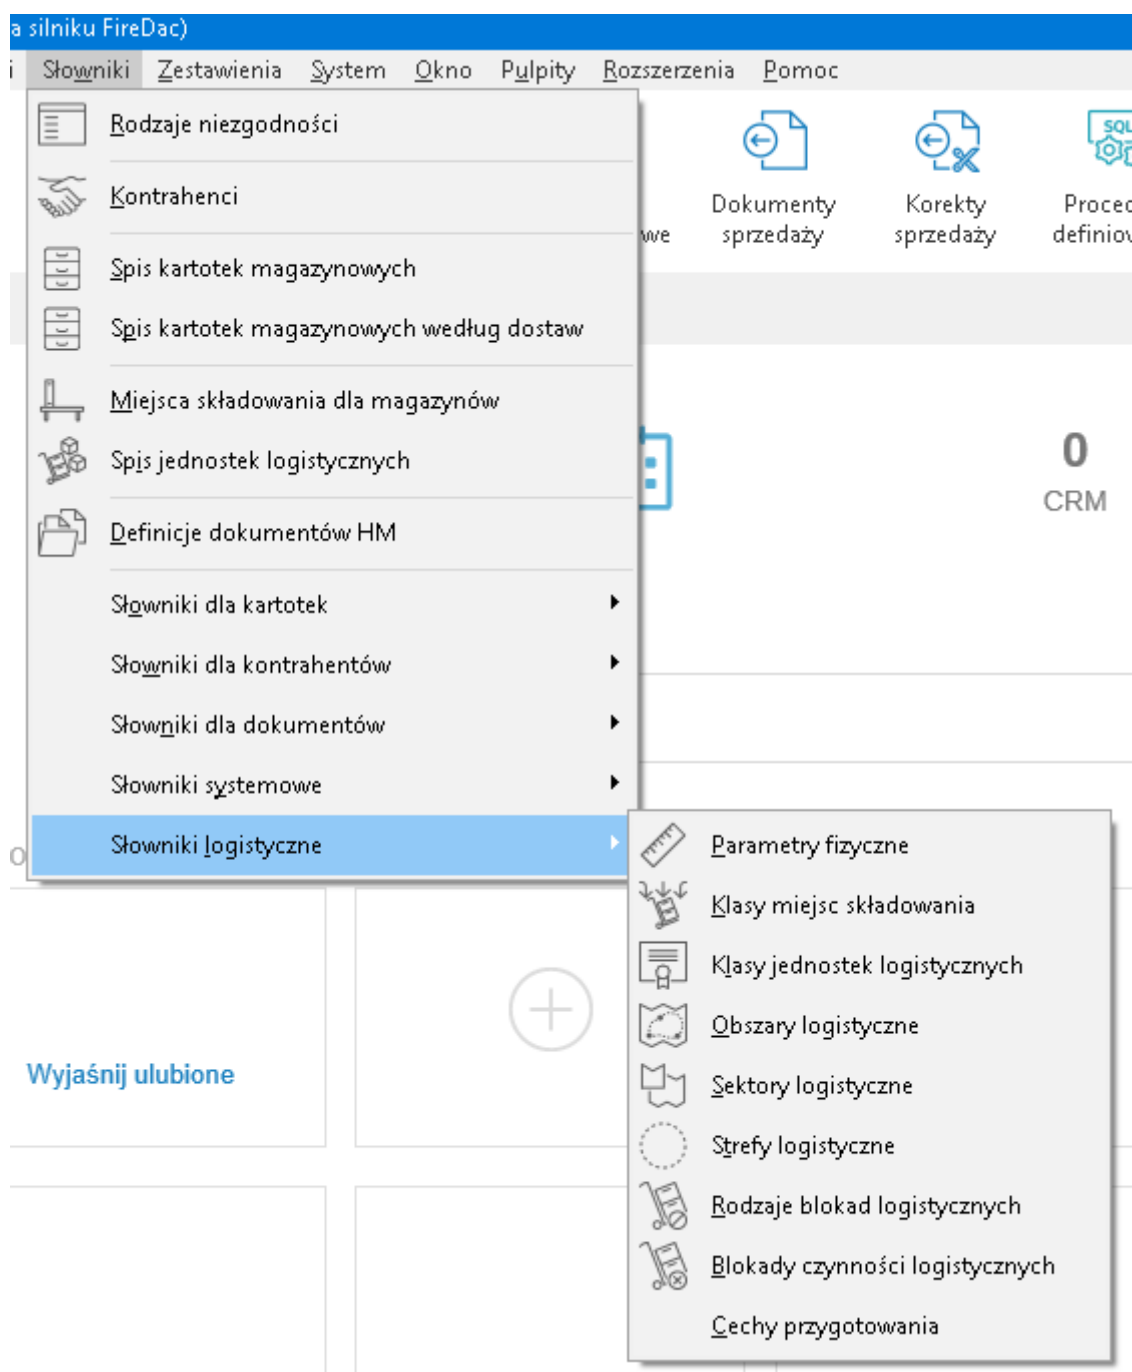 a silniku FireDac)
i Słowniki Zestawienia System Okno Pulpity Rozszerzenia Pomoc
Rodzaje niezgodności
Kontrahenci
Spis kartotek magazynowych
Spis kartotek magazynowych według dostaw
Miejsca składowania dla magazynów
Spis jednostek logistycznych
Definicje dokumentów HM
Słowniki dla kartotek
Słowniki dla kontrahentów
Słowniki dla dokumentów
Słowniki systemowe
Słowniki logistyczne
we
Dokumenty
sprzedaży
Korekty
sprzedaży
SQL
Proced
definiow
0
CRM
o
Wyjaśnij ulubione
Parametry fizyczne
Klasy miejsc składowania
Klasy jednostek logistycznych
Obszary logistyczne
Sektory logistyczne
Strefy logistyczne
Rodzaje blokad logistycznych
Blokady czynności logistycznych
Cechy przygotowania